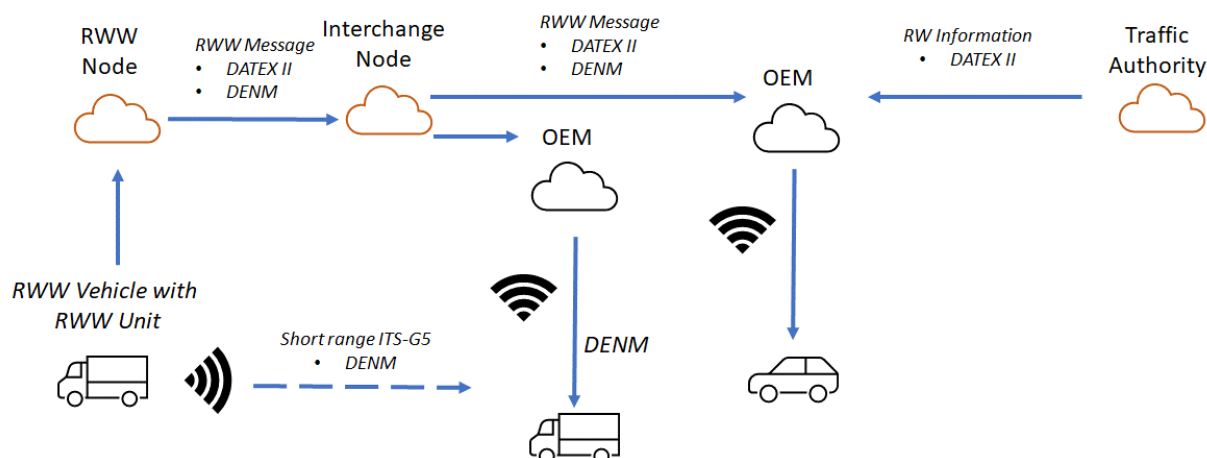 RWW
Node
RWW Message
• DATEX II
• DENM
Interchange
Node
RWW Message
• DATEX II
• DENM
OEM
OEM
RW Information
• DATEX II
Traffic
Authority
RWW Vehicle with
RWW Unit
Short range ITS-G5
• DENM
DENM